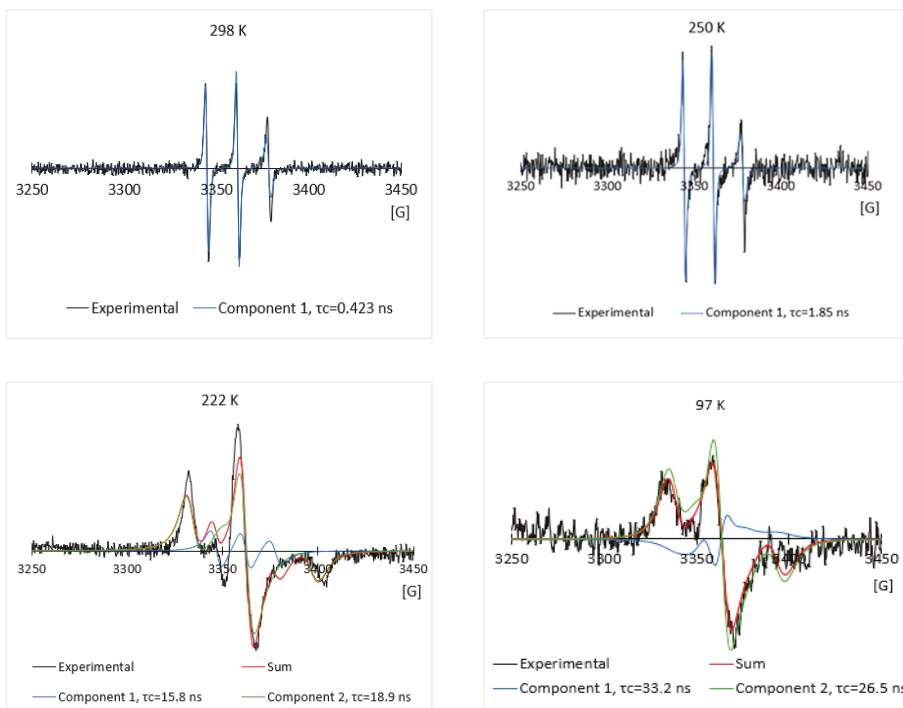 298 K
3250 3300 3350 3400 3450
[G]
Experimental Component 1, τc=0.423 ns
250 K
3250 3300 3350 3400 3450
[G]
Experimental Component 1, τc=1.85 ns
222 K
3250 3300 3350 3400 3450
[G]
Experimental Sum
Component 1, τc=15.8 ns Component 2, τc=18.9 ns
97 K
3250 3300 3350 3400 3450
[G]
Experimental Sum
Component 1, τc=33.2 ns Component 2, τc=26.5 ns